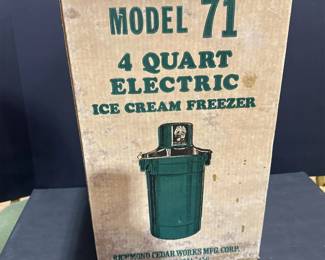 MODEL 71
4 QUART
ELECTRIC
ICE CREAM FREEZER
RICHMOND CEDAR WORKS MFG. CORP.